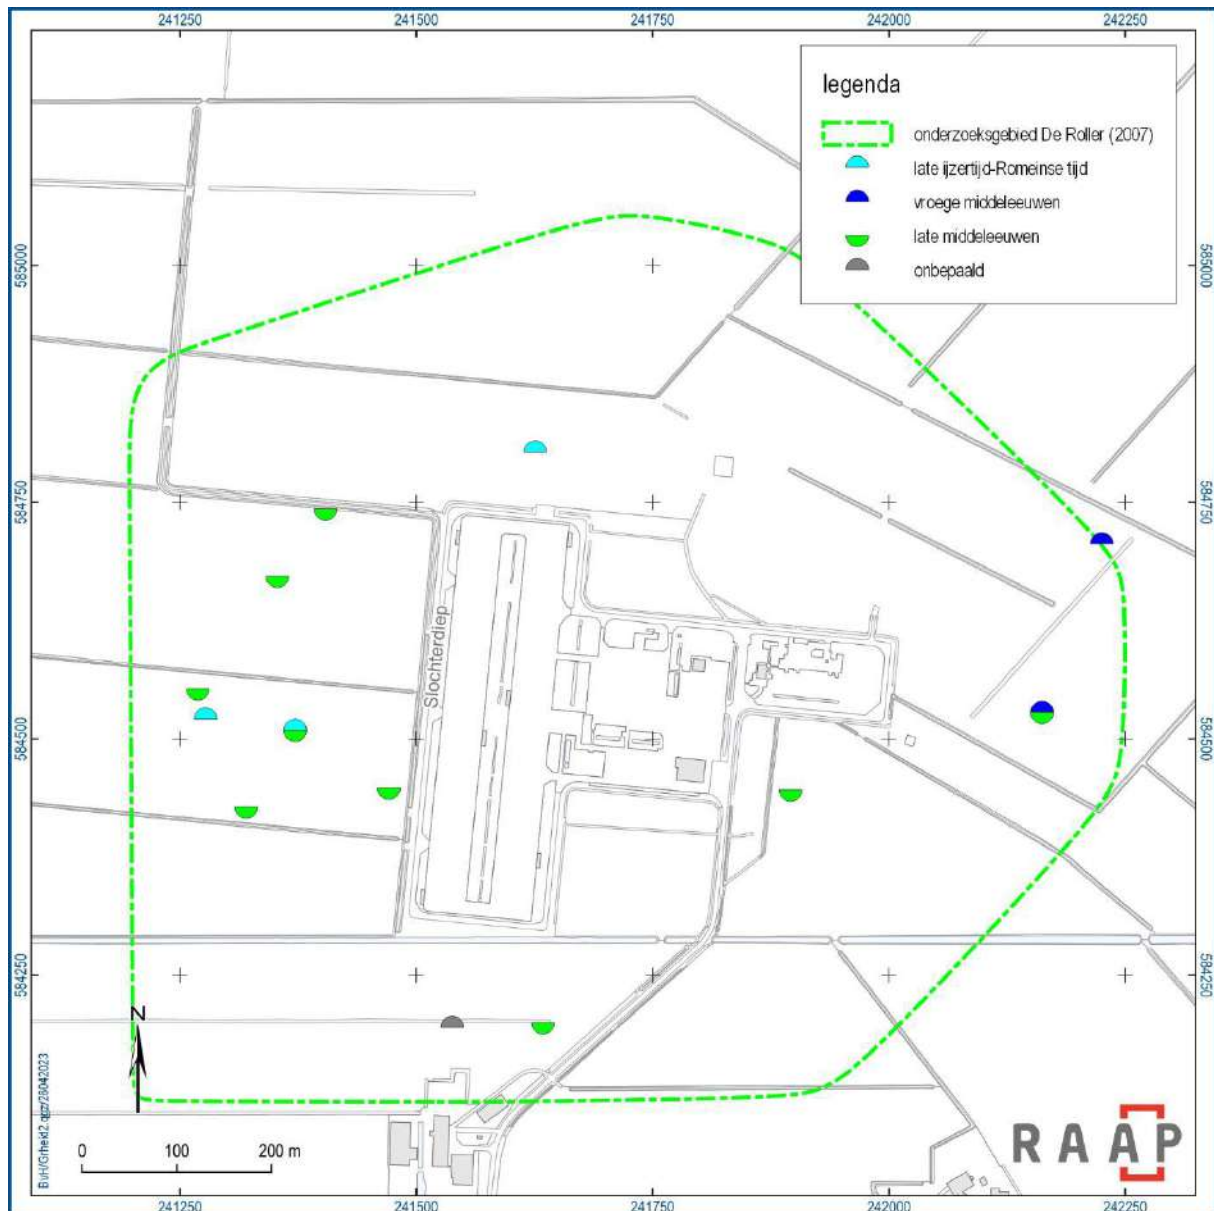 241250 241500 241750 242000 242250
legenda
onderzoeksgebied De Roller (2007)
late ijzertijd-Romeinse tijd
vroege middeleeuwen
late middeleeuwen
onbepaald
585000 585000
584750 584750
Slochterdiep
584500 584500
584250 584250
N
0 100 200 m
RAAP
241250 241500 241750 242000 242250